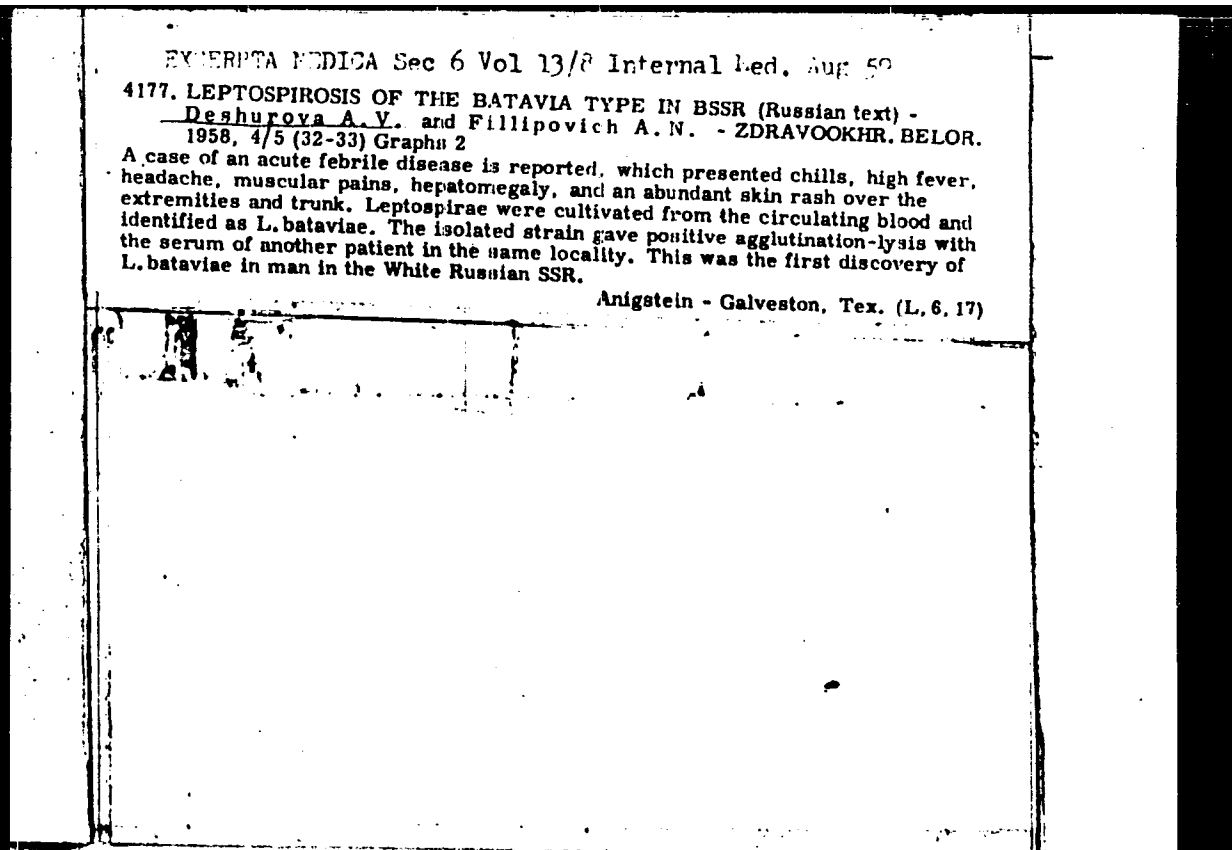 EXCERPTA MEDICA Sec 6 Vol 13/8 Internal Med. Aug 59
4177. LEPTOSPIROSIS OF THE BATAVIA TYPE IN BSSR (Russian text) -
Deshurova A. V. and Fillipovich A. N. - ZDRAVOOKHR. BELOR.
1958, 4/5 (32-33) Graphs 2
A case of an acute febrile disease is reported, which presented chills, high fever,
headache, muscular pains, hepatomegaly, and an abundant skin rash over the
extremities and trunk. Leptospirae were cultivated from the circulating blood and
identified as L. bataviae. The isolated strain gave positive agglutination-lysis with
the serum of another patient in the same locality. This was the first discovery of
L. bataviae in man in the White Russian SSR.
Anigstein - Galveston, Tex. (L, 6, 17)